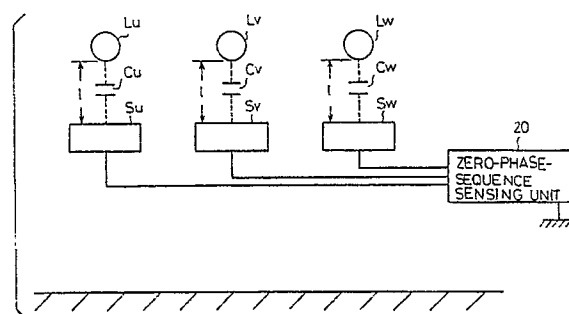 Lu
Lv
Lw
Cu
Cv
Cw
l
l
l
Su
Sv
Sw
20
ZERO-PHASE-
SEQUENCE
SENSING UNIT